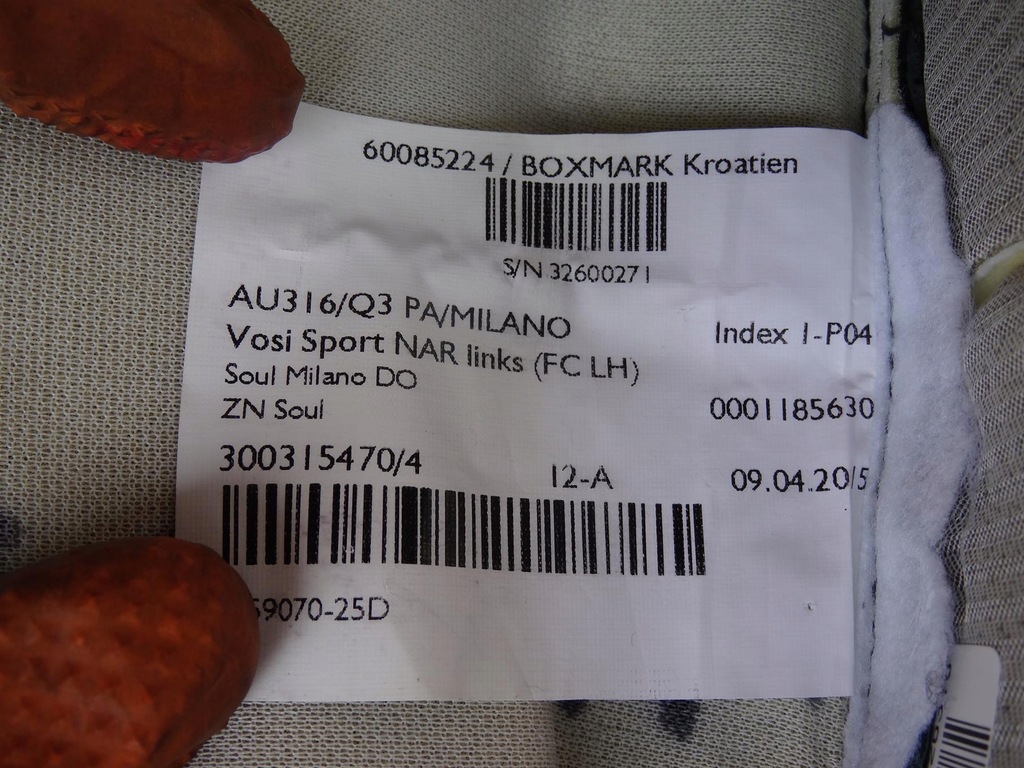 60085224 / BOXMARK Kroatien
S/N 32600271
AU316/Q3 PA/MILANO
Vosi Sport NAR links (FC LH)
Index 1-P04
Soul Milano DO
ZN Soul
0001185630
300315470/4
12-A
09.04.2015
59070-25D